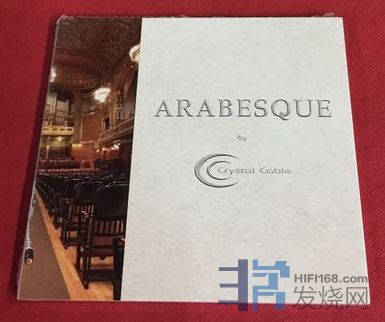 ARABESQUE
by
Crystal Cable
HIFI168.com
发烧网